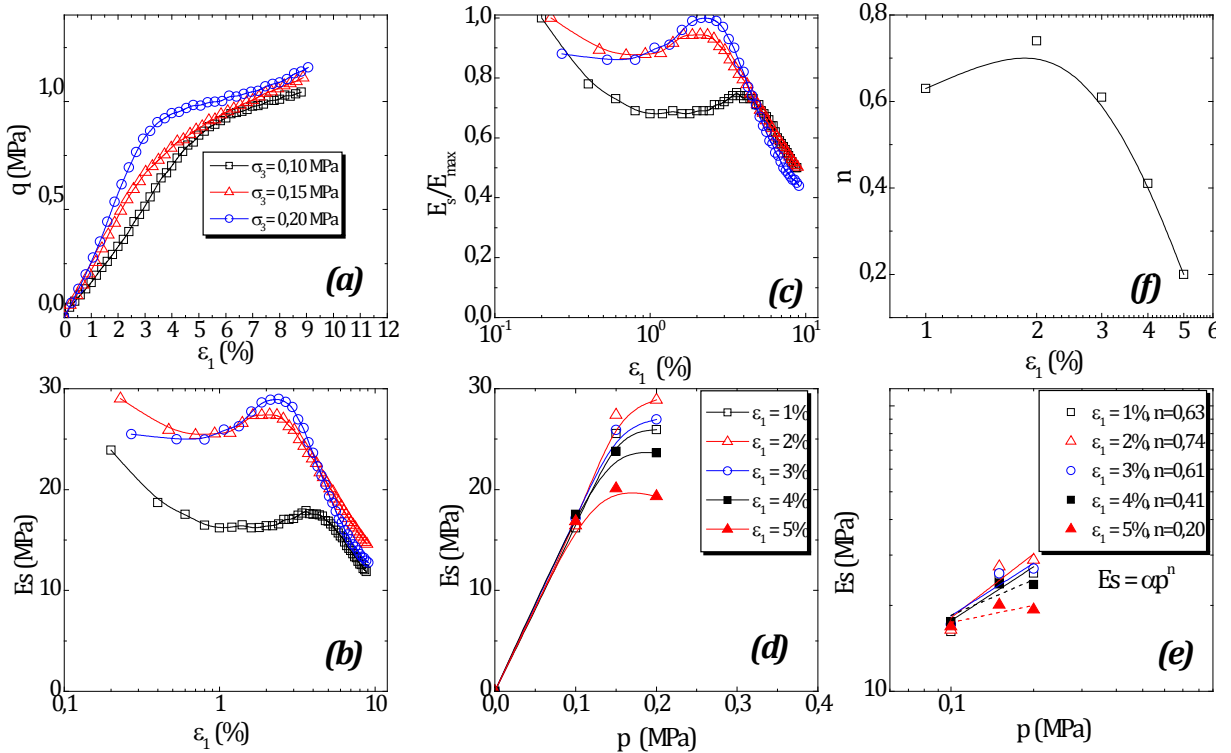 1,0
0,5
0,0
q (MPa)
0 1 2 3 4 5 6 7 8 9 10 11 12
ε1 (%)
σ3= 0,10 MPa
σ3= 0,15 MPa
σ3= 0,20 MPa
(a)
1,0
0,8
0,6
0,4
0,2
0,0
Es/Emax
10-1 100 101
ε1 (%)
(c)
0,6
0,4
0,2
n
1 2 3 4 5 6
ε1 (%)
(f)
30
20
10
0
Es (MPa)
0,1 1 10
ε1 (%)
(b)
30
20
10
0
Es (MPa)
0,0 0,1 0,2 0,3 0,4
p (MPa)
ε1 = 1%
ε1 = 2%
ε1 = 3%
ε1 = 4%
ε1 = 5%
(d)
10
Es (MPa)
0,1
p (MPa)
ε1 = 1%, n=0,63
ε1 = 2%, n=0,74
ε1 = 3%, n=0,61
ε1 = 4%, n=0,41
ε1 = 5%, n=0,20
Es = αpn
(e)